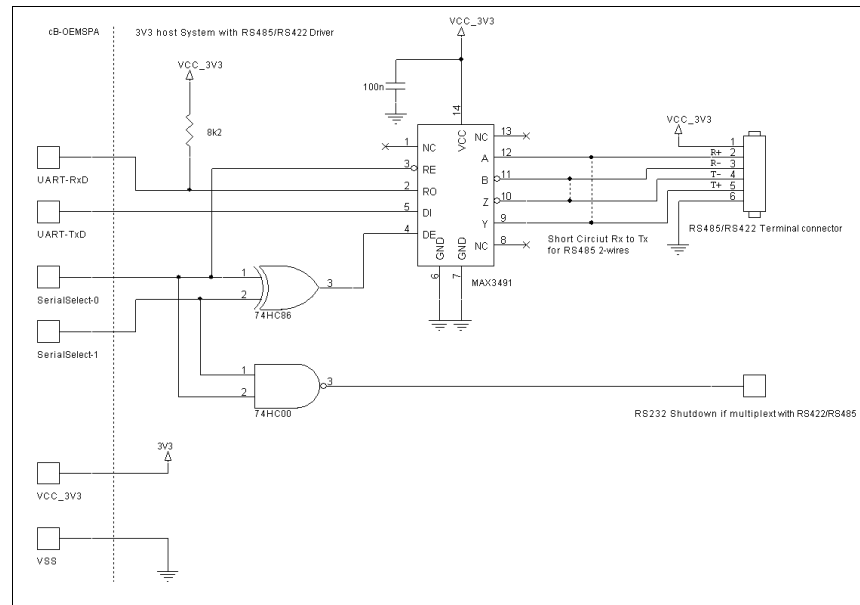 cB-OEMSPA
3V3 host System with RS485/RS422 Driver
VCC_3V3
VCC_3V3
100n
14
8k2
1
NC
VCC
NC
13
VCC_3V3
1
3
RE
A
12
R+
2
UART-RxD
2
RO
B
11
R-
3
T-
4
5
DI
Z
10
T+
5
UART-TxD
4
DE
Y
9
6
GND
GND
NC
8
RS485/RS422 Terminal connector
Short Circiut Rx to Tx
for RS485 2-wires
6
7
MAX3491
SerialSelect-0
1
2
3
74HC86
SerialSelect-1
1
2
3
74HC00
RS232 Shutdown if multiplext with RS422/RS485
3V3
VCC_3V3
VSS